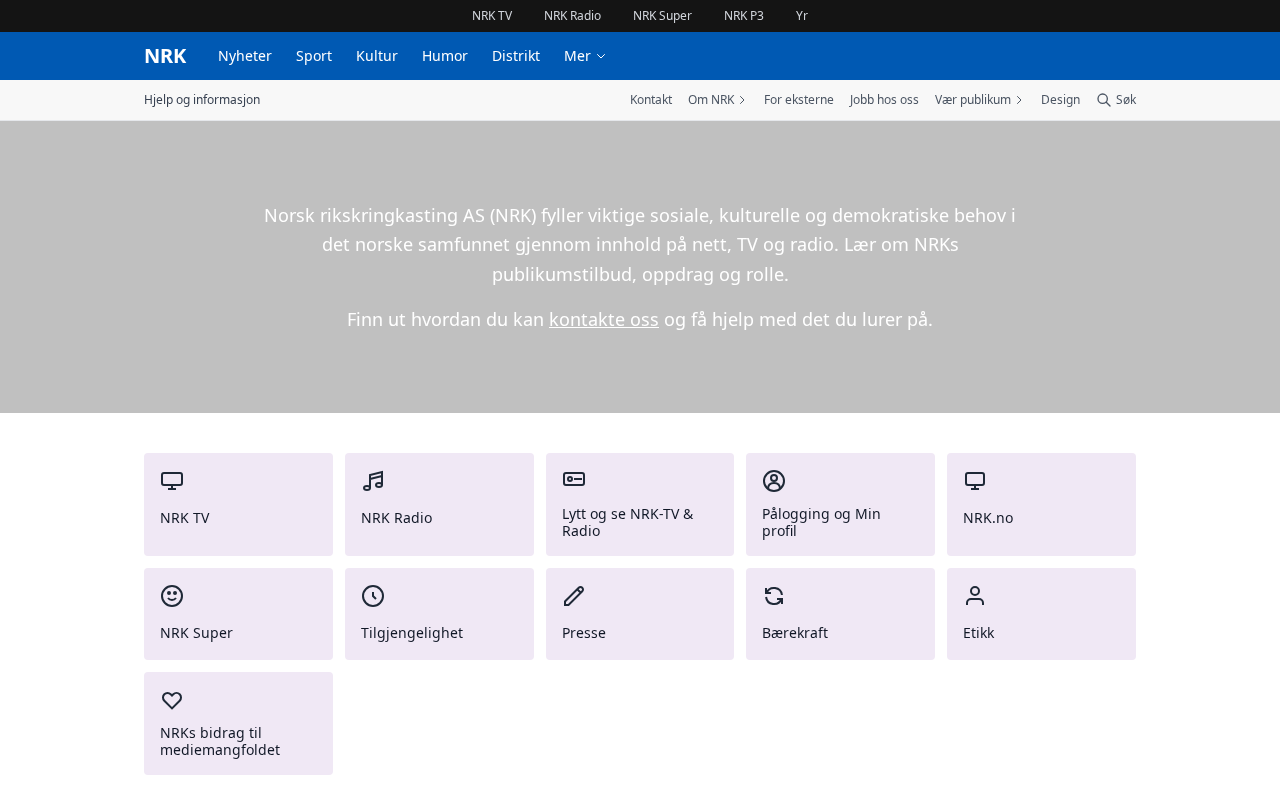 NRK TV NRK Radio NRK Super NRK P3 Yr
NRK Nyheter Sport Kultur Humor Distrikt Mer
Hjelp og informasjon Kontakt Om NRK For eksterne Jobb hos oss Vær publikum Design Søk
Norsk rikskringkasting AS (NRK) fyller viktige sosiale, kulturelle og demokratiske behov i
det norske samfunnet gjennom innhold på nett, TV og radio. Lær om NRKs
publikumstilbud, oppdrag og rolle.
Finn ut hvordan du kan kontakte oss og få hjelp med det du lurer på.
NRK TV
NRK Radio
Lytt og se NRK-TV &
Radio
Pålogging og Min
profil
NRK.no
NRK Super
Tilgjengelighet
Presse
Bærekraft
Etikk
NRKs bidrag til
mediemangfoldet